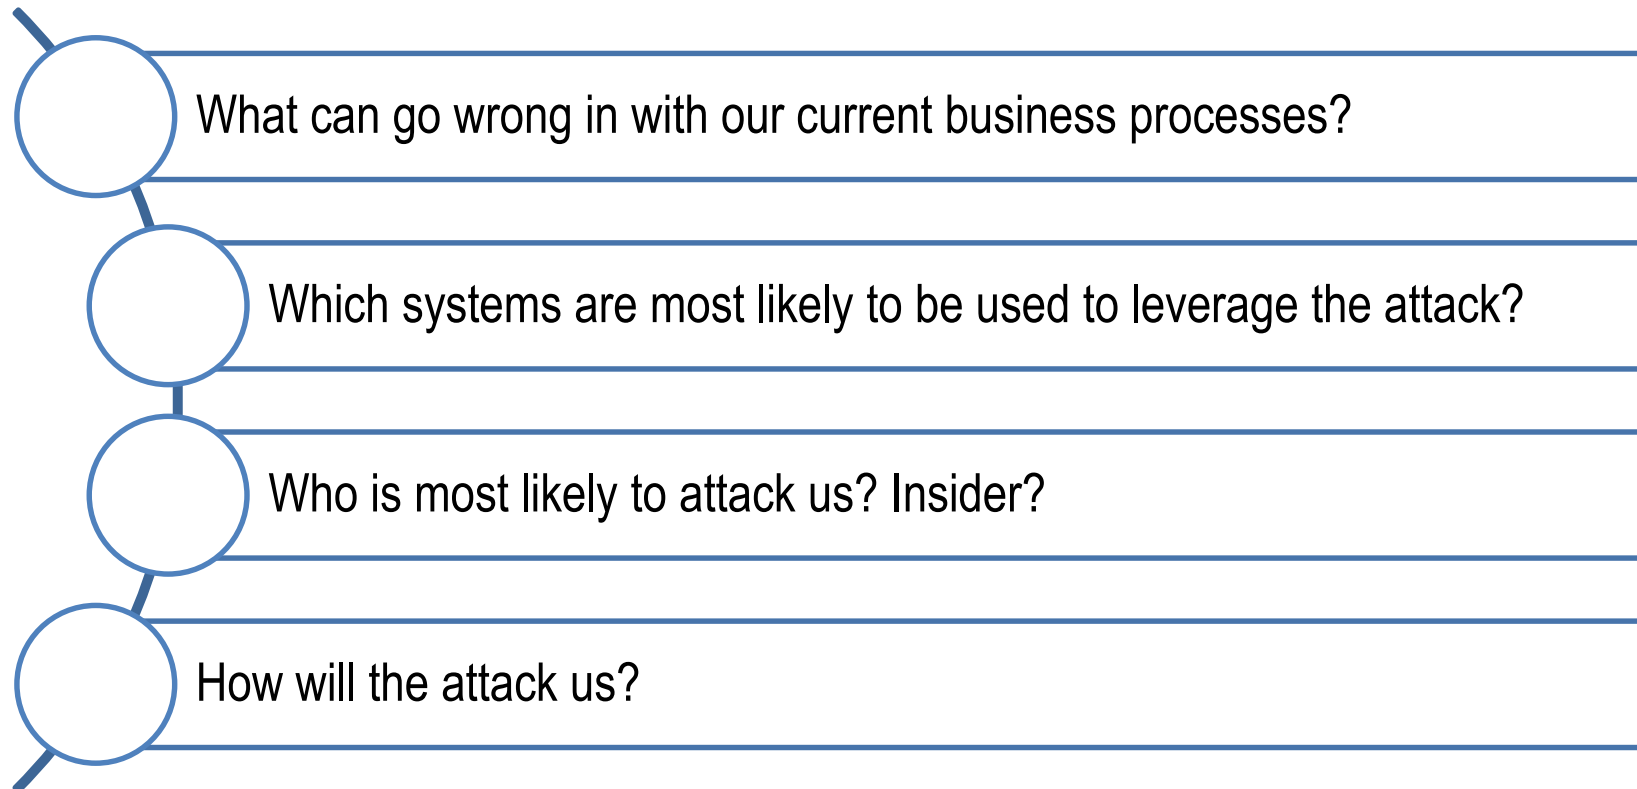 What can go wrong in with our current business processes?
Which systems are most likely to be used to leverage the attack?
Who is most likely to attack us? Insider?
How will the attack us?